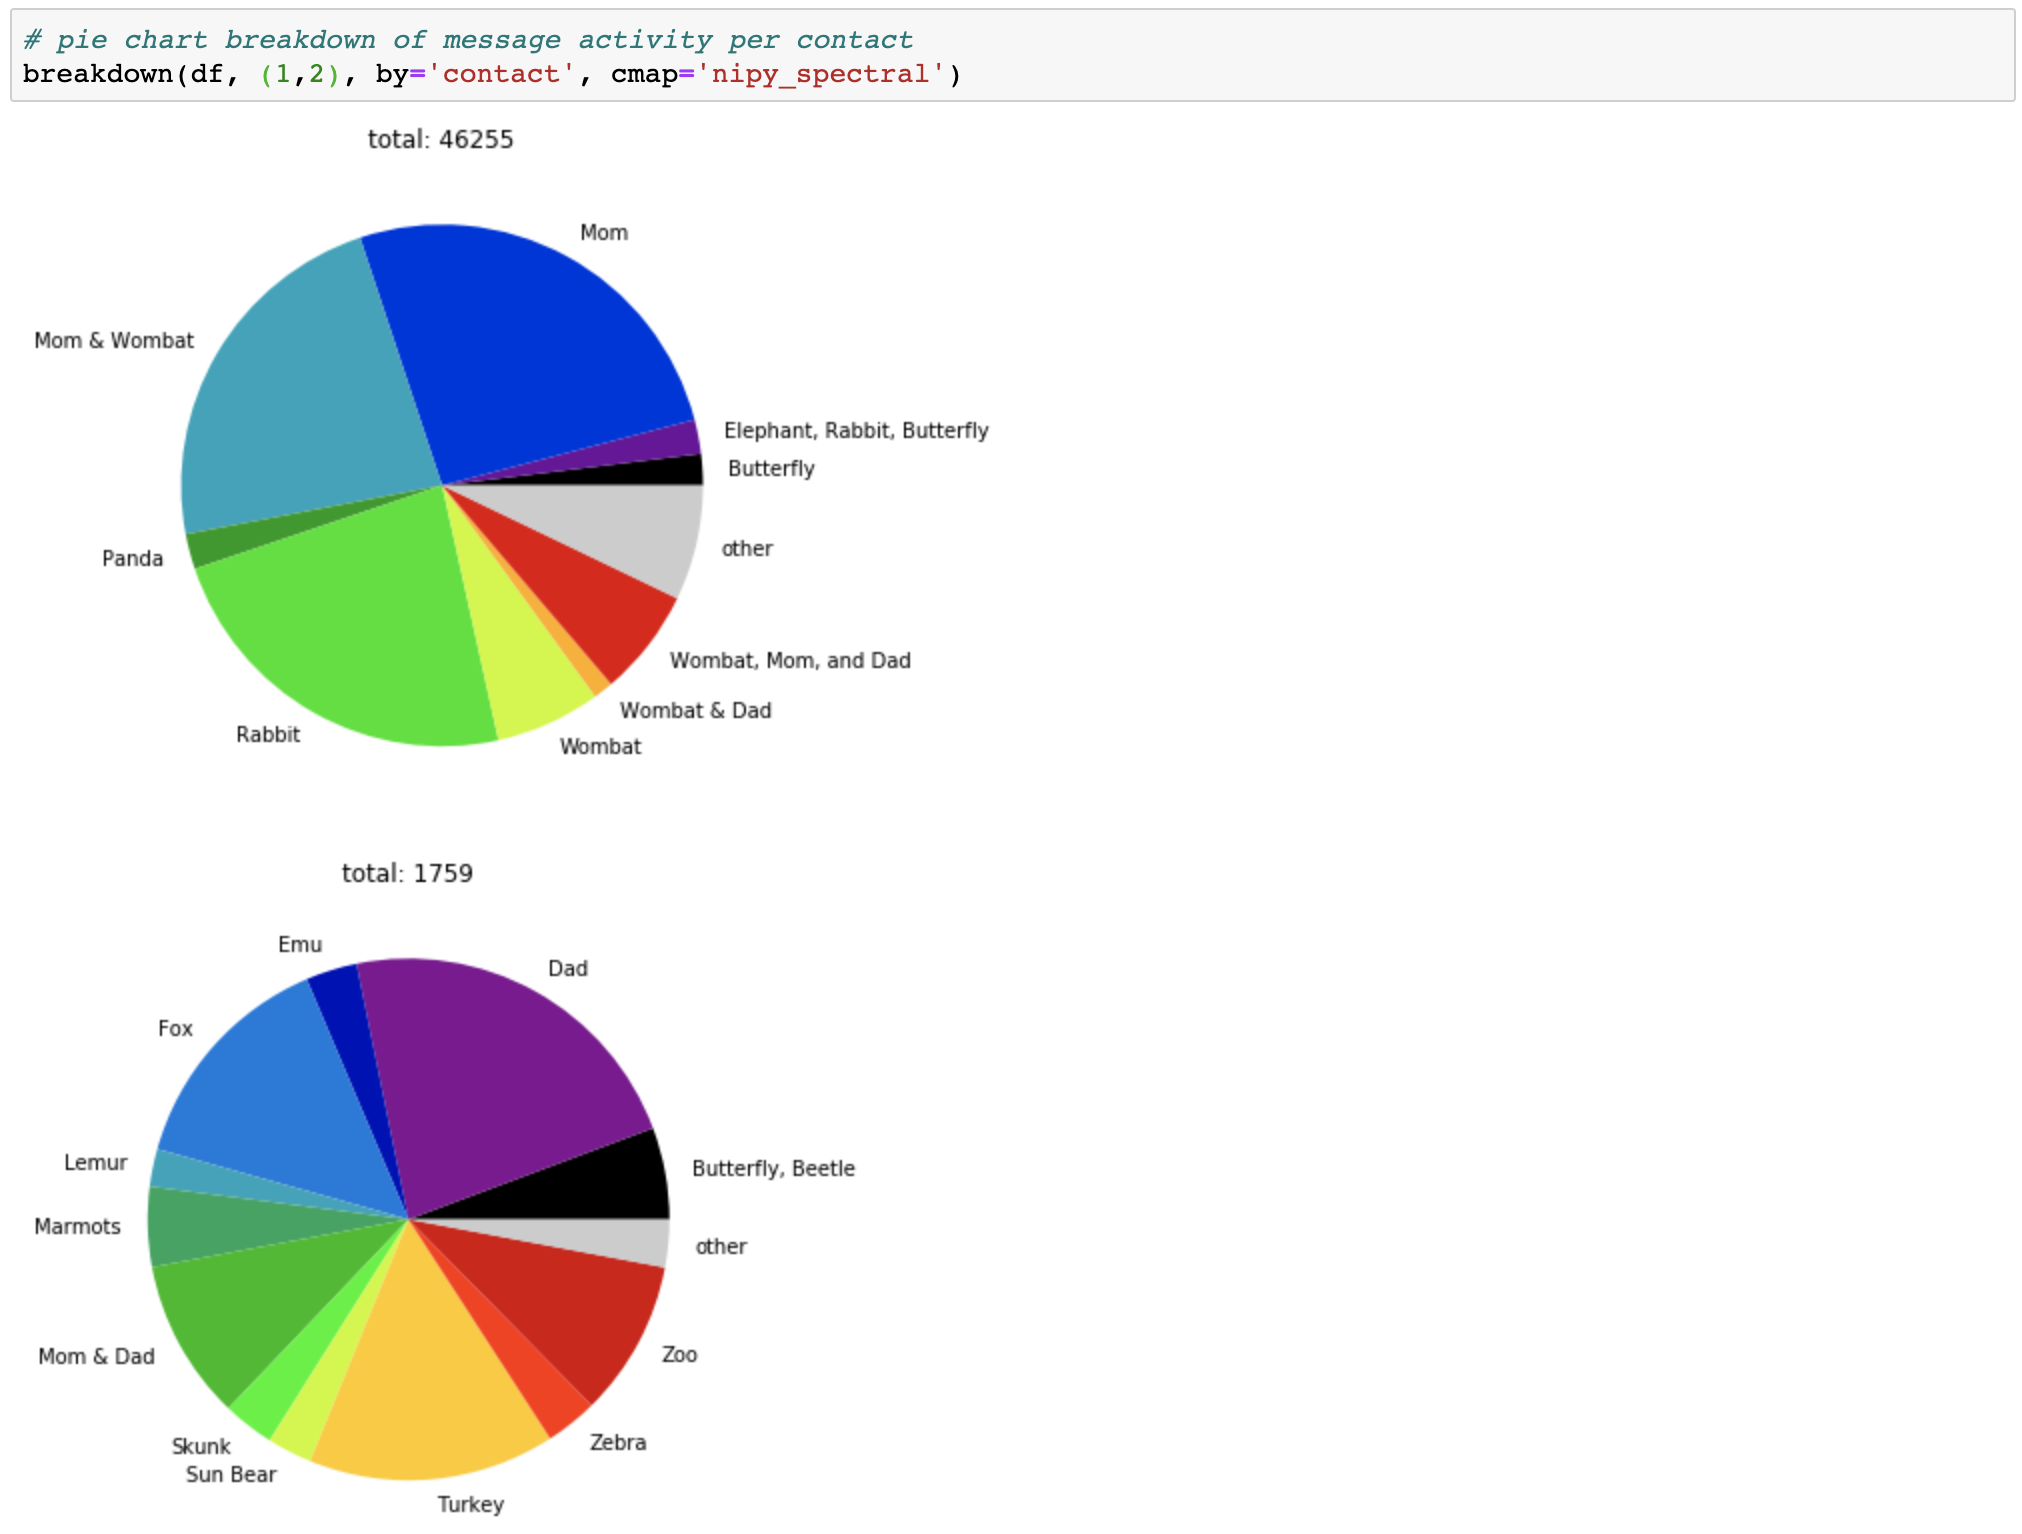 # pie chart breakdown of message activity per contact
breakdown(df, (1,2), by='contact', cmap='nipy_spectral')
total: 46255
Mom
Mom & Wombat
Elephant, Rabbit, Butterfly
Butterfly
other
Panda
Wombat, Mom, and Dad
Wombat & Dad
Rabbit
Wombat
total: 1759
Emu
Dad
Fox
Lemur
Butterfly, Beetle
Marmots
other
Mom & Dad
Zoo
Skunk
Zebra
Sun Bear
Turkey